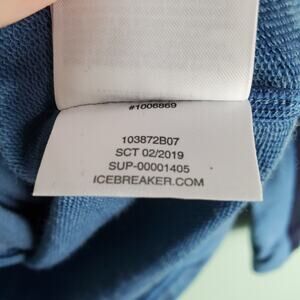 #1006869
103872B07
SCT 02/2019
SUP-00001405
ICEBREAKER.COM